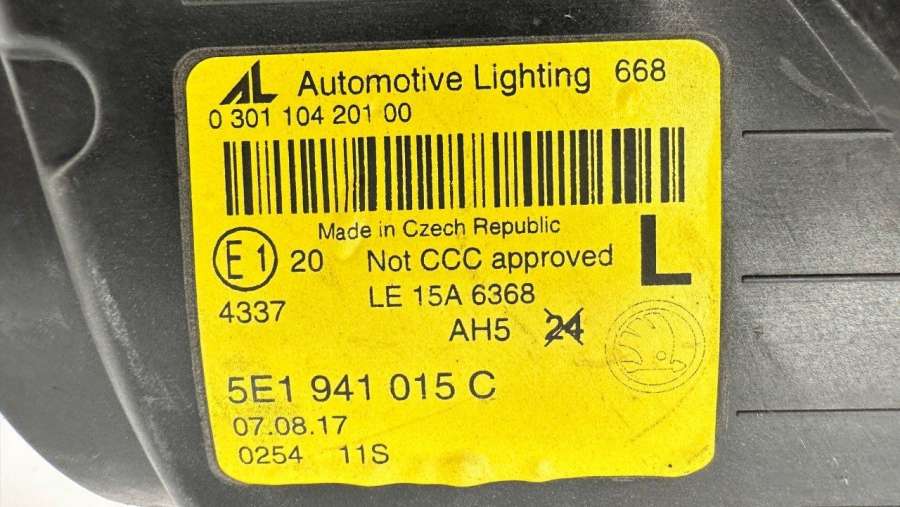 AL Automotive Lighting 668
0 301 104 201 00
Made in Czech Republic
E1 20 Not CCC approved L
4337 LE 15A 6368
AH5 24
5E1 941 015 C
07.08.17
0254 11S